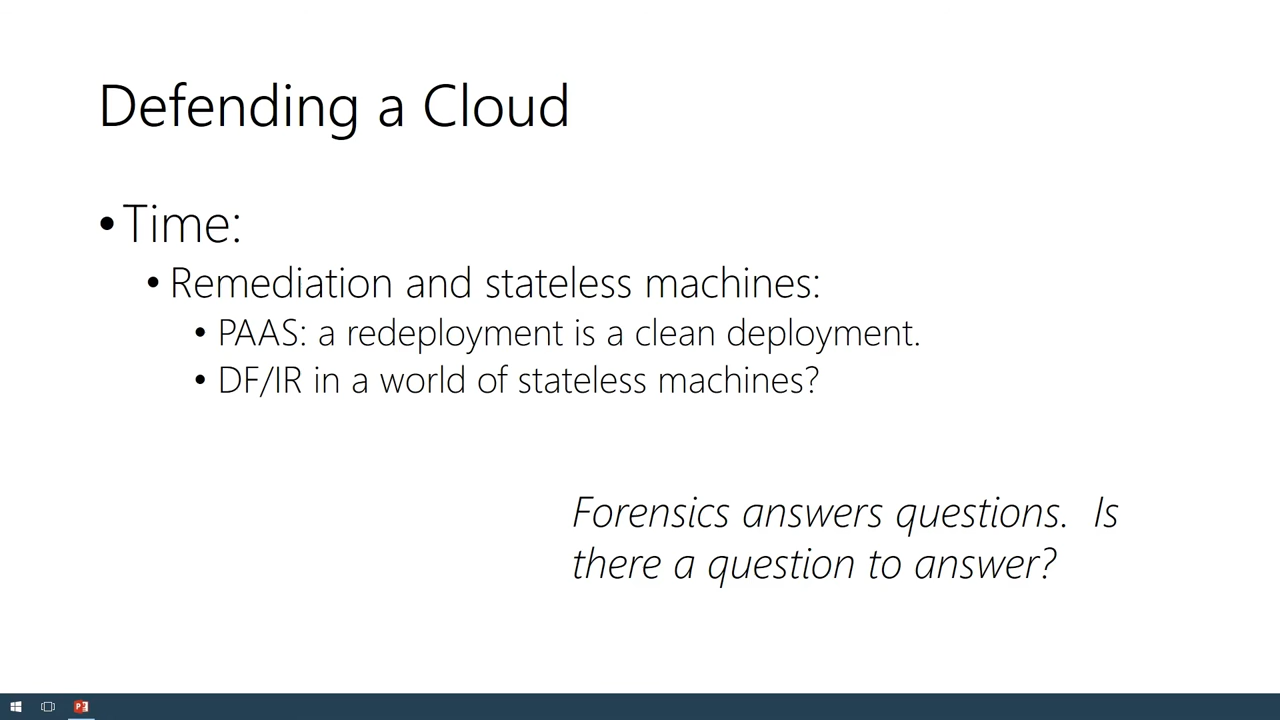 Defending a Cloud
•Time:
• Remediation and stateless machines:
• PAAS: a redeployment is a clean deployment.
• DF/IR in a world of stateless machines?
Forensics answers questions.  Is
there a question to answer?